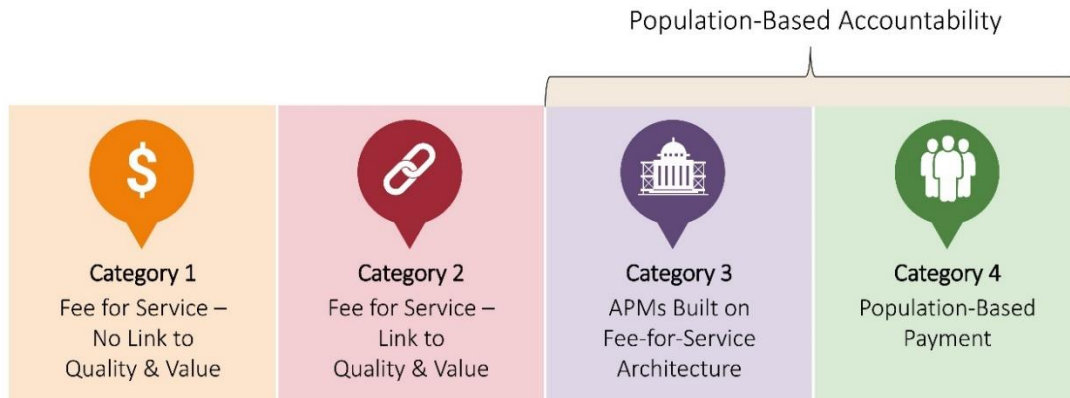 Population-Based Accountability
$
Category 1
Fee for Service –
No Link to
Quality & Value
Category 2
Fee for Service –
Link to
Quality & Value
Category 3
APMs Built on
Fee-for-Service
Architecture
Category 4
Population-Based
Payment